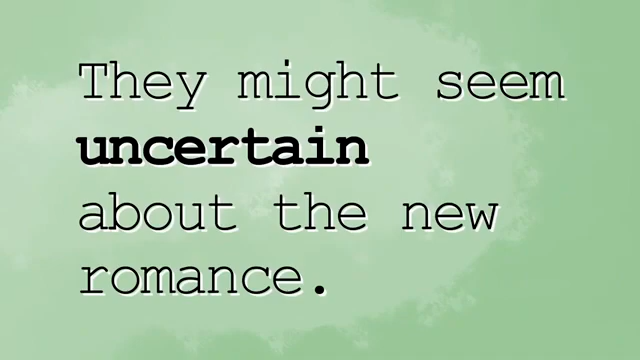 They might seem
uncertain
about the new
romance.